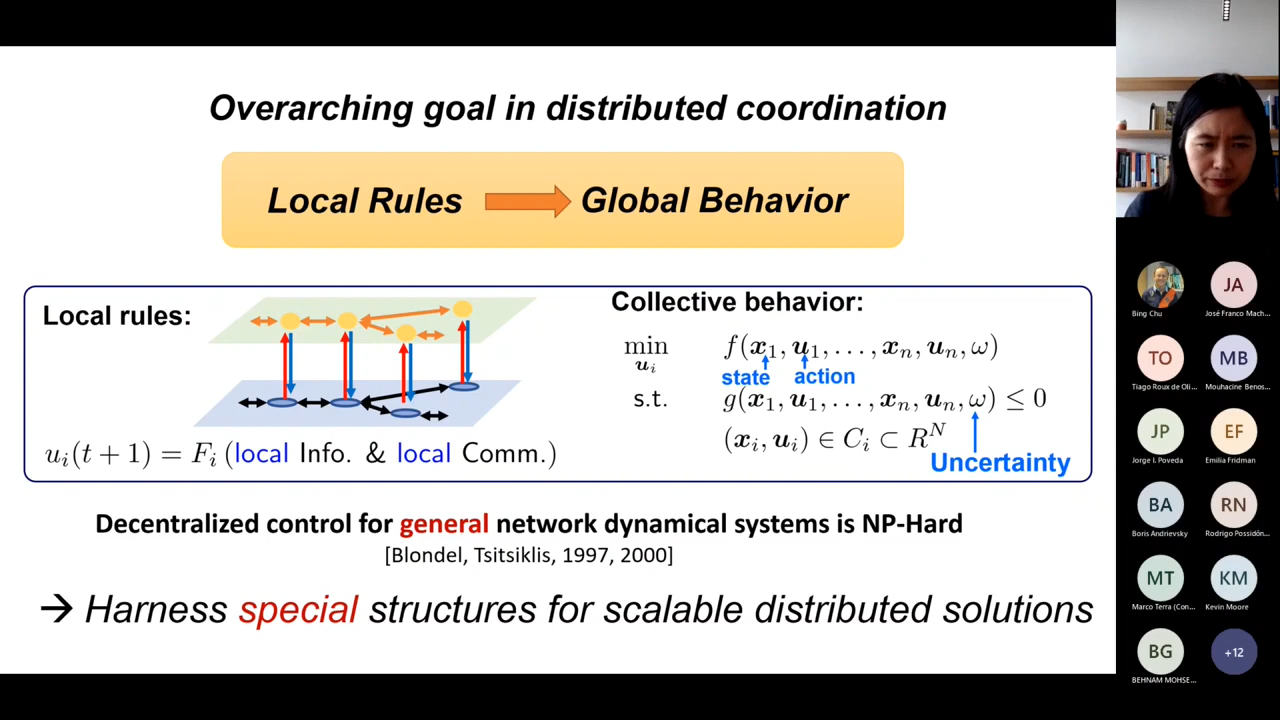 Overarching goal in distributed coordination
Local Rules Global Behavior
Local rules:
u_i(t + 1) = F_i (local Info. & local Comm.)
Collective behavior:
min f(x_1, u_1, . . . , x_n, u_n, ω)
u_i
state action
s.t. g(x_1, u_1, . . . , x_n, u_n, ω) ≤ 0
(x_i, u_i) ∈ C_i ⊂ R^N
Uncertainty
Decentralized control for general network dynamical systems is NP-Hard
[Blondel, Tsitsiklis, 1997, 2000]
→ Harness special structures for scalable distributed solutions
JA
Bing Chu
José Franco Mach...
TO
MB
Tiago Roux de Oli...
Mouhacine Benos...
JP
EF
Jorge I. Poveda
Emilia Fridman
BA
RN
Boris Andrievsky
Rodrigo Possidôn...
MT
KM
Marco Terra (Con...
Kevin Moore
BG
+12
BEHNAM MOHSE...